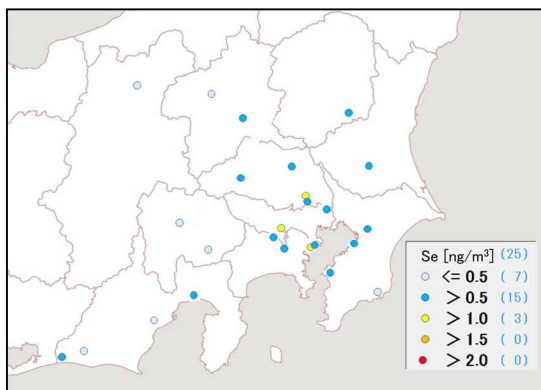 Se [ng/m³] (25)
<= 0.5 ( 7)
> 0.5 (15)
> 1.0 ( 3)
> 1.5 ( 0)
> 2.0 ( 0)